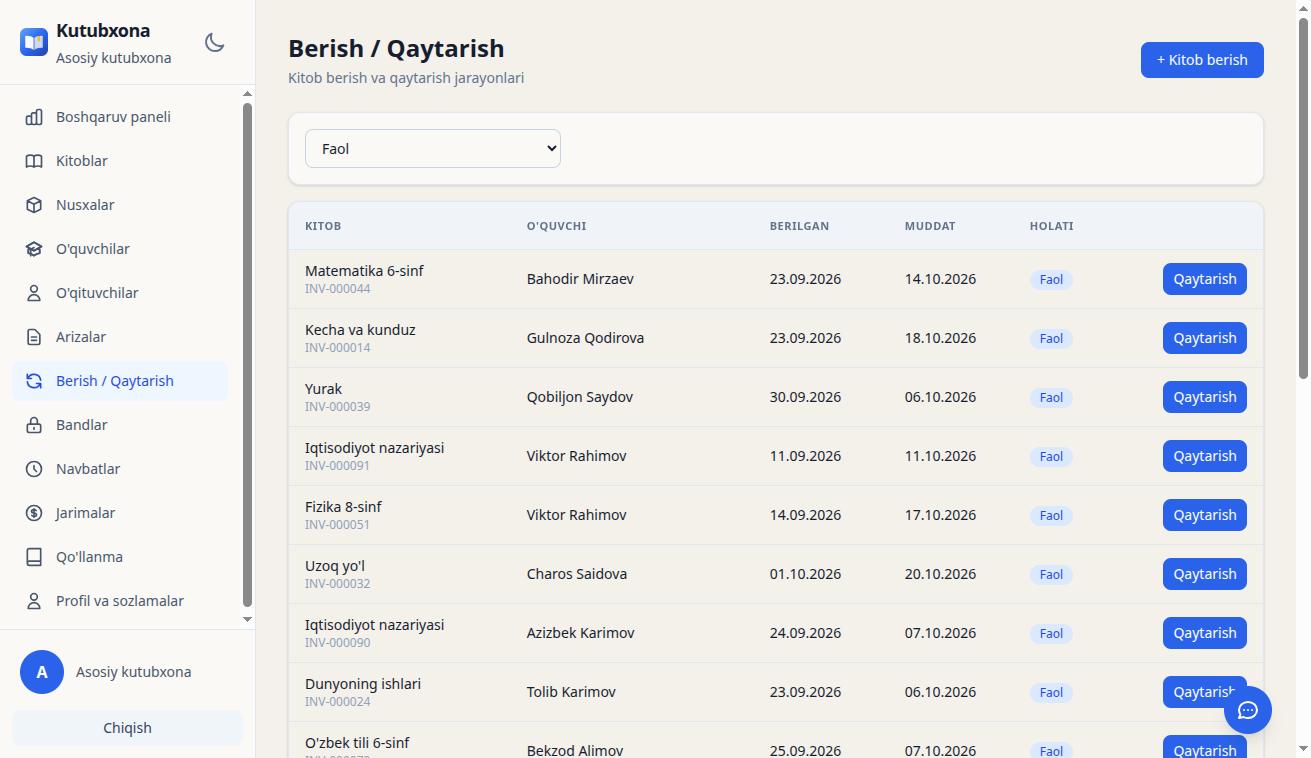 Kutubxona
Asosiy kutubxona
Boshqaruv paneli
Kitoblar
Nusxalar
O'quvchilar
O'qituvchilar
Arizalar
Berish / Qaytarish
Bandlar
Navbatlar
Jarimalar
Qo'llanma
Profil va sozlamalar
A
Asosiy kutubxona
Chiqish
Berish / Qaytarish
Kitob berish va qaytarish jarayonlari
+ Kitob berish
Faol
KITOB O'QUVCHI BERILGAN MUDDAT HOLATI
Matematika 6-sinf
INV-000044
Bahodir Mirzaev 23.09.2026 14.10.2026 Faol Qaytarish
Kecha va kunduz
INV-000014
Gulnoza Qodirova 23.09.2026 18.10.2026 Faol Qaytarish
Yurak
INV-000039
Qobiljon Saydov 30.09.2026 06.10.2026 Faol Qaytarish
Iqtisodiyot nazariyasi
INV-000091
Viktor Rahimov 11.09.2026 11.10.2026 Faol Qaytarish
Fizika 8-sinf
INV-000051
Viktor Rahimov 14.09.2026 17.10.2026 Faol Qaytarish
Uzoq yo'l
INV-000032
Charos Saidova 01.10.2026 20.10.2026 Faol Qaytarish
Iqtisodiyot nazariyasi
INV-000090
Azizbek Karimov 24.09.2026 07.10.2026 Faol Qaytarish
Dunyoning ishlari
INV-000024
Tolib Karimov 23.09.2026 06.10.2026 Faol Qaytarish
O'zbek tili 6-sinf
Bekzod Alimov 25.09.2026 07.10.2026 Faol Qaytarish